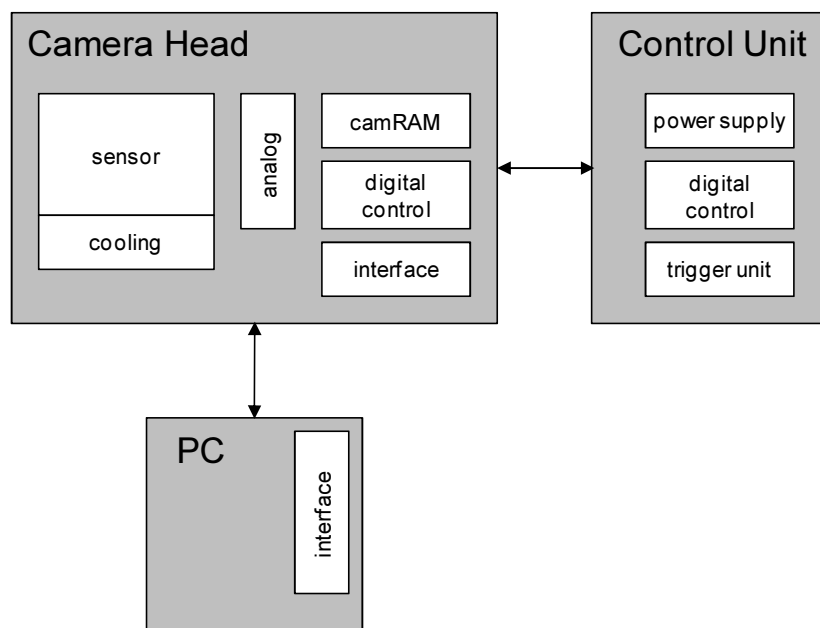 Camera Head
sensor
cooling
analog
camRAM
digital
control
interface
Control Unit
power supply
digital
control
trigger unit
PC
interface